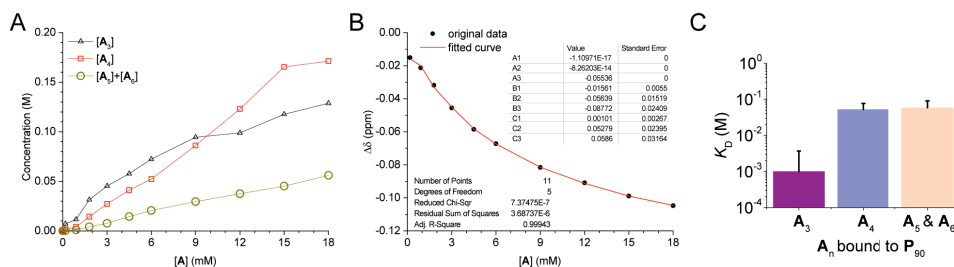 A
[A3]
[A4]
[A5]+[A6]
Concentration (M)
0.20
0.15
0.10
0.05
0.00
0 3 6 9 12 15 18
[A] (mM)
B
original data
fitted curve
Value Standard Error
A1 -1.10971E-17 0
A2 -8.26203E-14 0
A3 -0.05536 0
B1 -0.01561 0.0055
B2 -0.05639 0.01519
B3 -0.08772 0.02409
C1 0.00101 0.00267
C2 0.05279 0.02395
C3 0.0586 0.03164
Number of Points 11
Degrees of Freedom 5
Reduced Chi-Sqr 7.37475E-7
Residual Sum of Squares 3.68737E-6
Adj. R-Square 0.99943
Δδ (ppm)
0.00
-0.02
-0.04
-0.06
-0.08
-0.10
-0.12
0 3 6 9 12 15 18
[A] (mM)
C
KD (M)
10^0
10^-1
10^-2
10^-3
10^-4
A3 A4 A5 & A6
An bound to P90